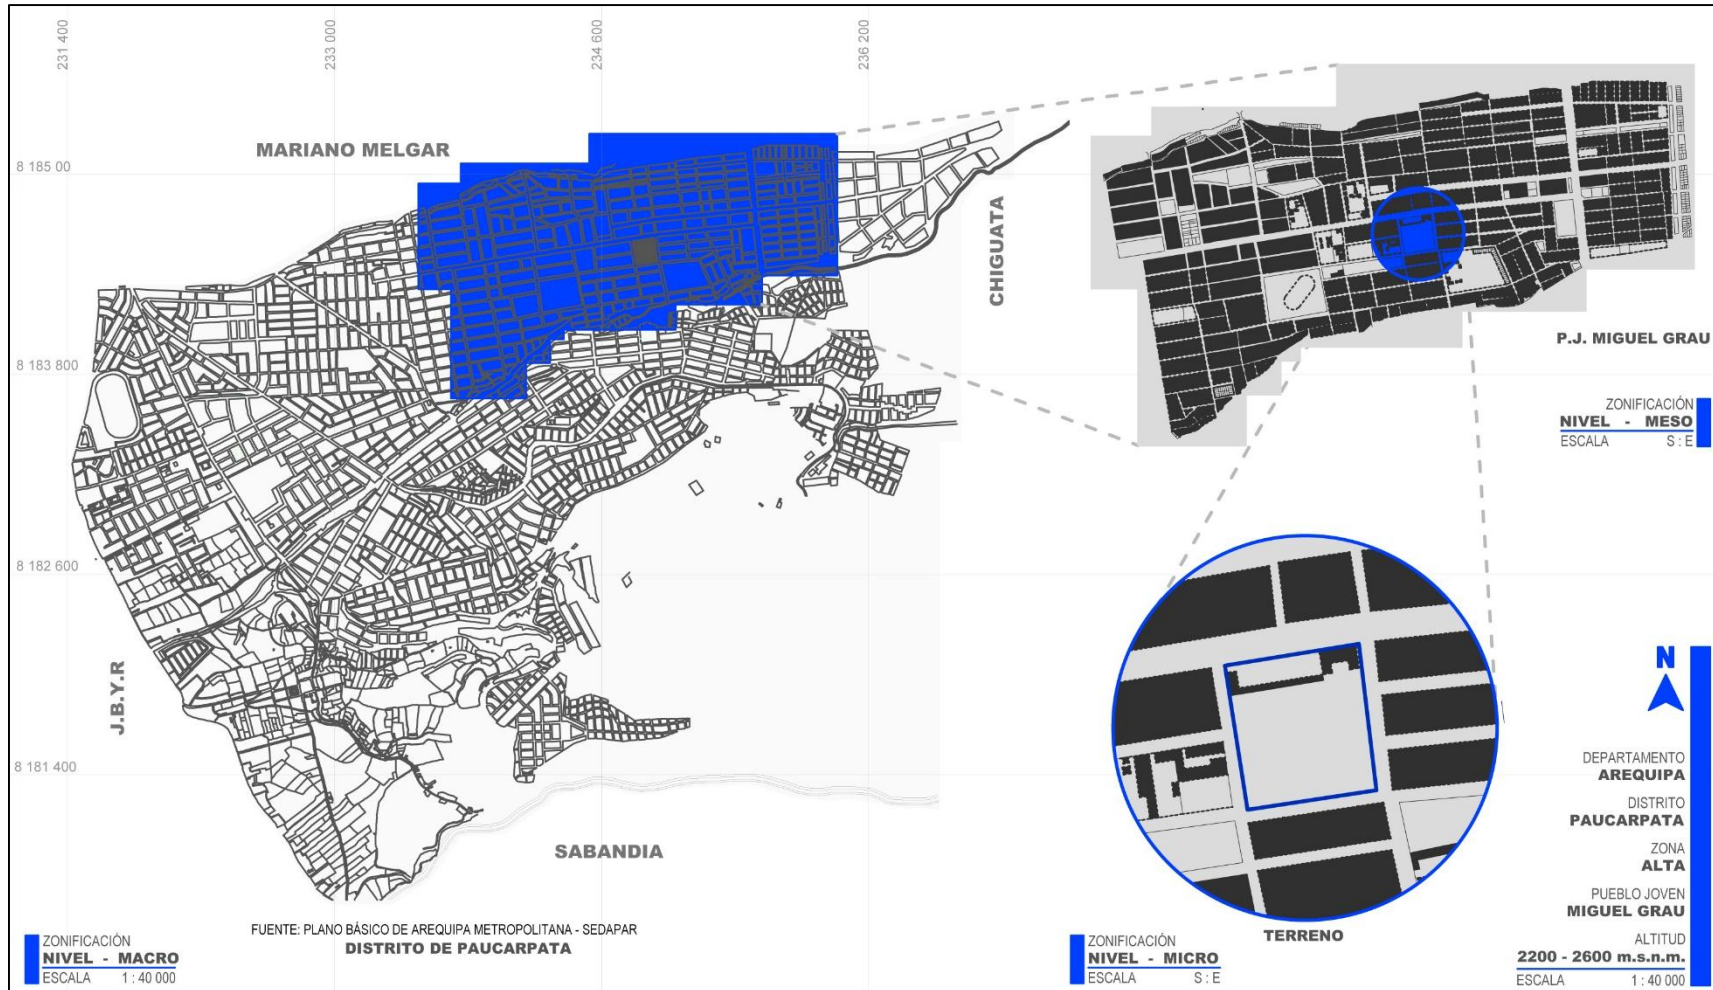 231 400
233 000
234 600
236 200
MARIANO MELGAR
8 185 00
CHIGUATA
P.J. MIGUEL GRAU
8 183 800
ZONIFICACIÓN
NIVEL - MESO
ESCALA S : E
8 182 600
J.B.Y.R
N
DEPARTAMENTO
AREQUIPA
8 181 400
DISTRITO
PAUCARPATA
SABANDIA
ZONA
ALTA
PUEBLO JOVEN
MIGUEL GRAU
FUENTE: PLANO BÁSICO DE AREQUIPA METROPOLITANA - SEDAPAR
DISTRITO DE PAUCARPATA
TERRENO
ZONIFICACIÓN
NIVEL - MACRO
ESCALA 1 : 40 000
ZONIFICACIÓN
NIVEL - MICRO
ESCALA S : E
ALTITUD
2200 - 2600 m.s.n.m.
ESCALA 1 : 40 000